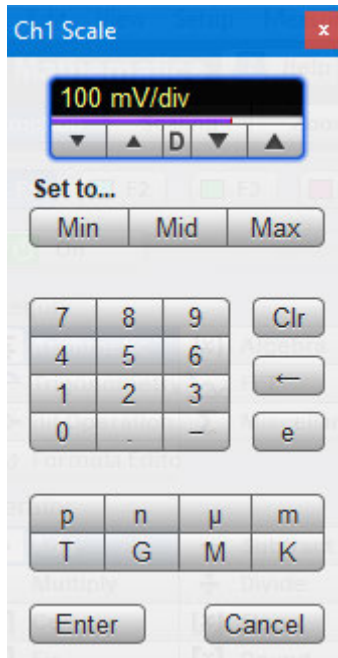 Ch1 Scale x
100 mV/div
▼ ▲ D ▼ ▲
Set to...
Min Mid Max
7 8 9 Clr
4 5 6 ←
1 2 3
0 . – e
p n μ m
T G M K
Enter Cancel